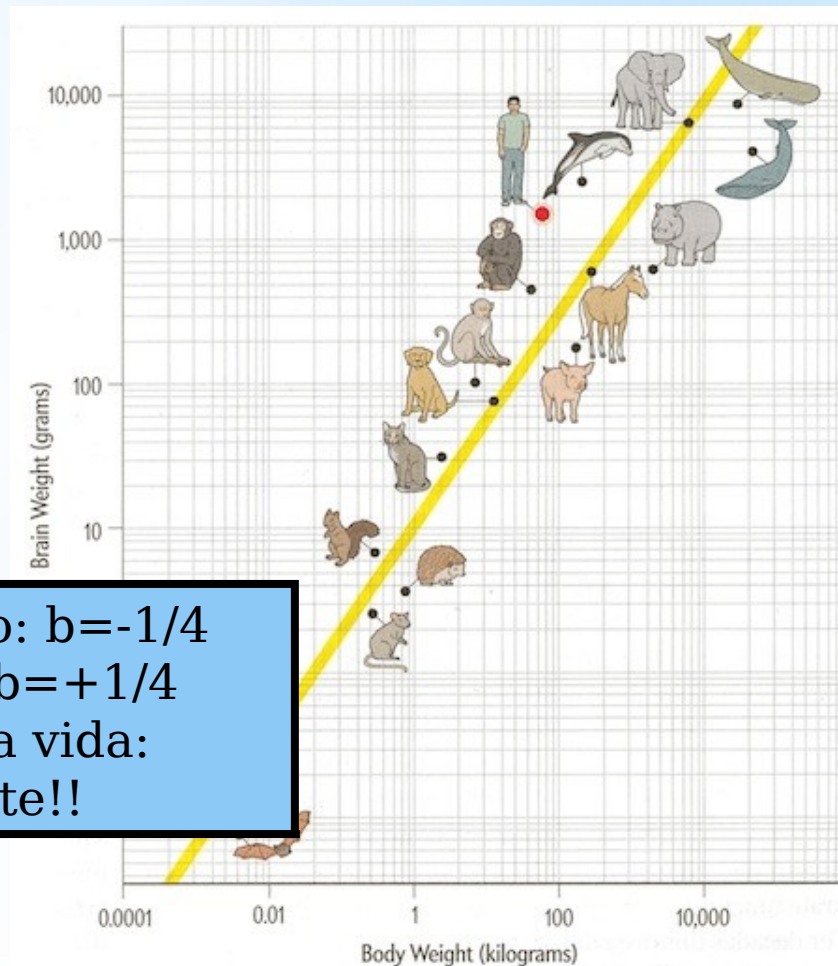 10,000
1,000
100
10
Brain Weight (grams)
o: b=-1/4
b=+1/4
a vida:
te!!
0.0001
0.01
1
100
10,000
Body Weight (kilograms)